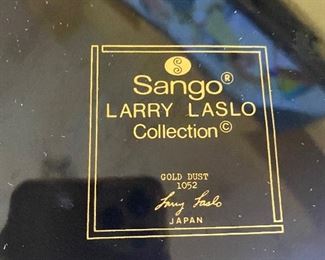 S
Sango®
LARRY LASLO
Collection©
GOLD DUST
1052
Larry Laslo
JAPAN